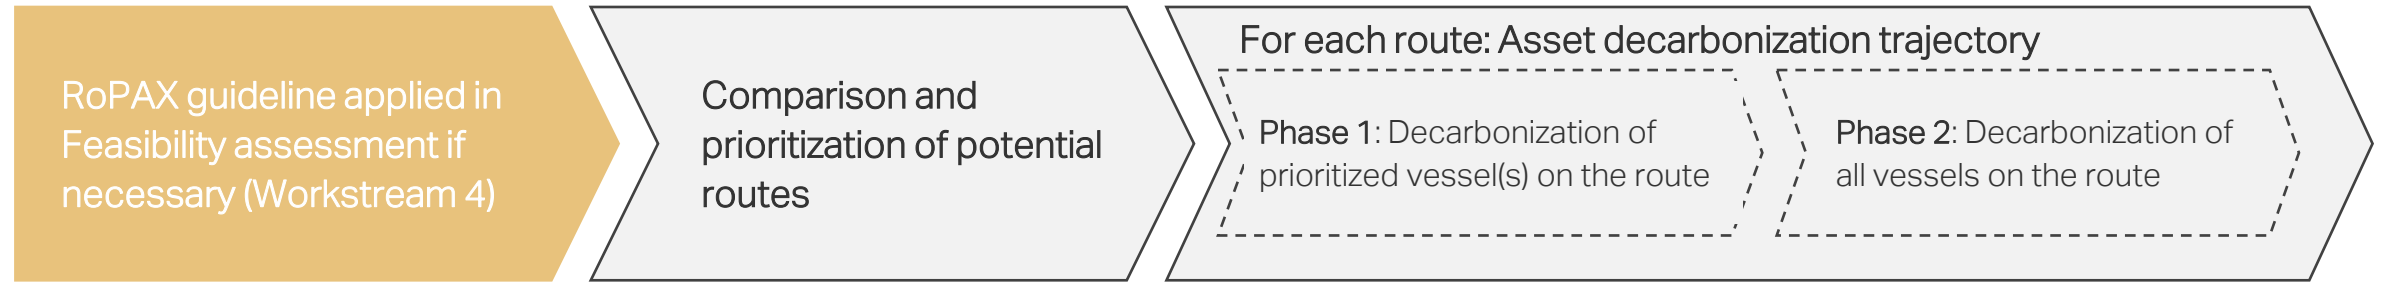 RoPAX guideline applied in
Feasibility assessment if
necessary (Workstream 4)
Comparison and
prioritization of potential
routes
For each route: Asset decarbonization trajectory
Phase 1: Decarbonization of
prioritized vessel(s) on the route
Phase 2: Decarbonization of
all vessels on the route